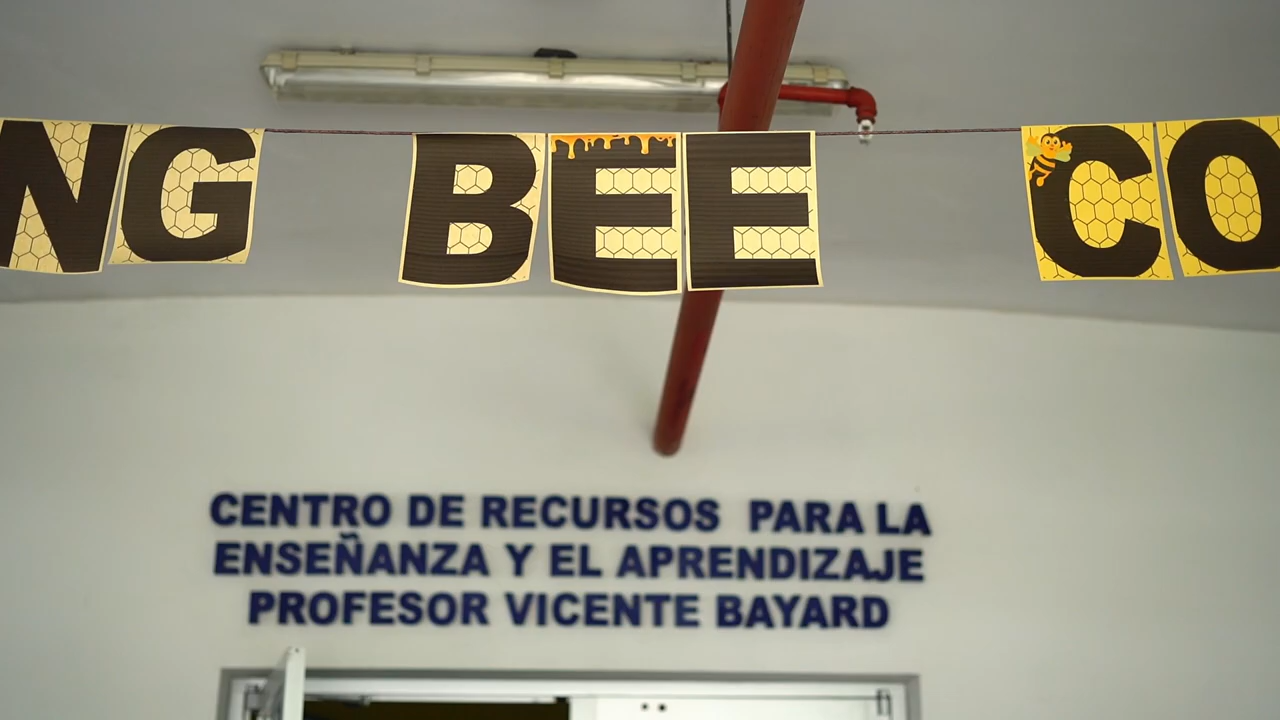 NG BEE CO
CENTRO DE RECURSOS PARA LA
ENSEÑANZA Y EL APRENDIZAJE
PROFESOR VICENTE BAYARD